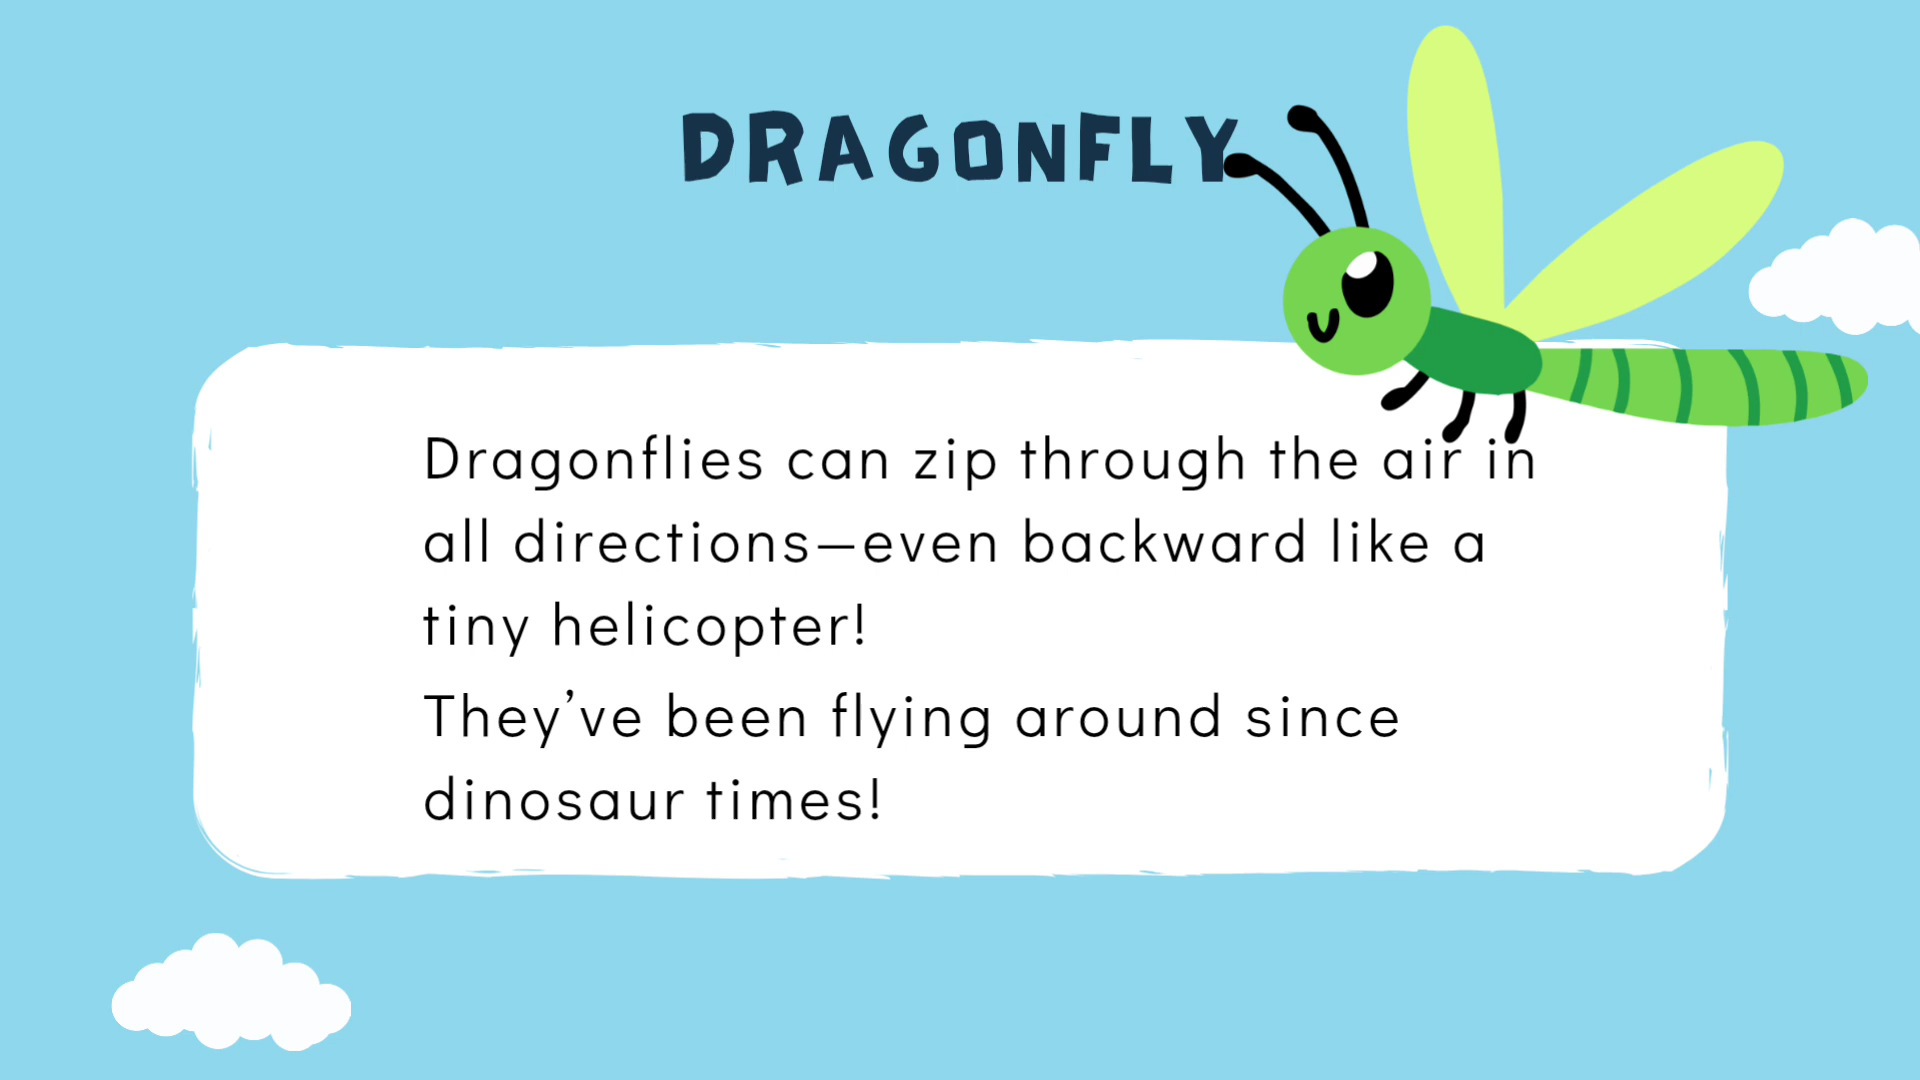 DRAGONFLY
Dragonflies can zip through the air in
all directions—even backward like a
tiny helicopter!
They’ve been flying around since
dinosaur times!